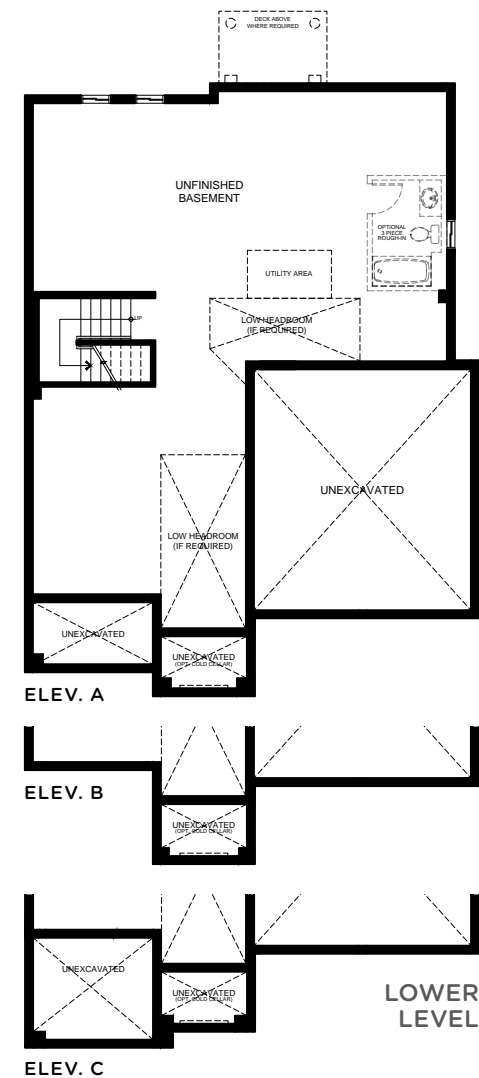 DECK ABOVE
WHERE REQUIRED
UNFINISHED
BASEMENT
OPTIONAL
3 PIECE
ROUGH-IN
UTILITY AREA
UP
LOW HEADROOM
(IF REQUIRED)
UNEXCAVATED
LOW HEADROOM
(IF REQUIRED)
UNEXCAVATED
UNEXCAVATED
(OPT. COLD CELLAR)
ELEV. A
ELEV. B
UNEXCAVATED
(OPT. COLD CELLAR)
UNEXCAVATED
UNEXCAVATED
(OPT. COLD CELLAR)
LOWER
LEVEL
ELEV. C